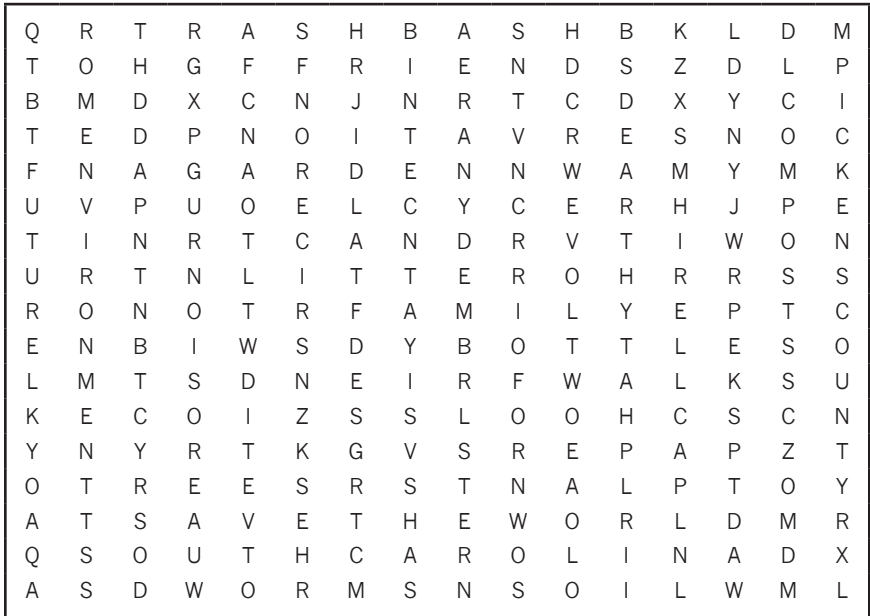 Q R T R A S H B A S H B K L D M
T O H G F F R I E N D S Z D L P
B M D X C N J N R T C D X Y C I
T E D P N O I T A V R E S N O C
F N A G A R D E N N W A M Y M K
U V P U O E L C Y C E R H J P E
T I N R T C A N D R V T I W O N
U R T N L I T T E R O H R R S S
R O N O T R F A M I L Y E P T C
E N B I W S D Y B O T T L E S O
L M T S D N E I R F W A L K S U
K E C O I Z S S L O O H C S C N
Y N Y R T K G V S R E P A P Z T
O T R E E S R S T N A L P T O Y
A T S A V E T H E W O R L D M R
Q S O U T H C A R O L I N A D X
A S D W O R M S N S O I L W M L